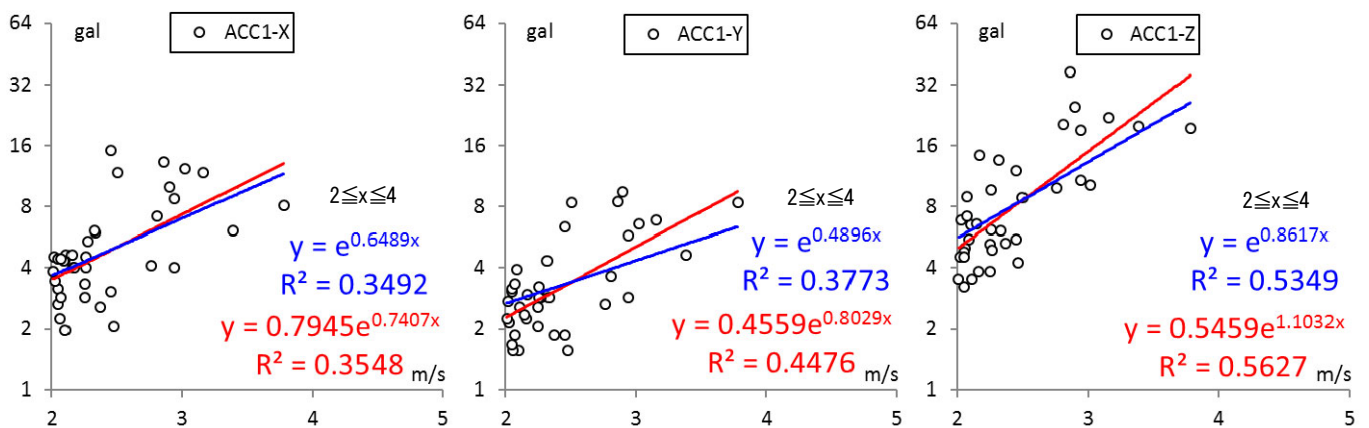 64
gal
ACC1-X
32
16
8
2≦x≦4
y = e^0.6489x
4
R² = 0.3492
y = 0.7945e^0.7407x
2
R² = 0.3548
m/s
1
2 3 4 5
64
gal
ACC1-Y
32
16
8
2≦x≦4
y = e^0.4896x
4
R² = 0.3773
y = 0.4559e^0.8029x
2
R² = 0.4476
m/s
1
2 3 4 5
64
gal
ACC1-Z
32
16
8
2≦x≦4
y = e^0.8617x
4
R² = 0.5349
y = 0.5459e^1.1032x
2
R² = 0.5627
m/s
1
2 3 4 5